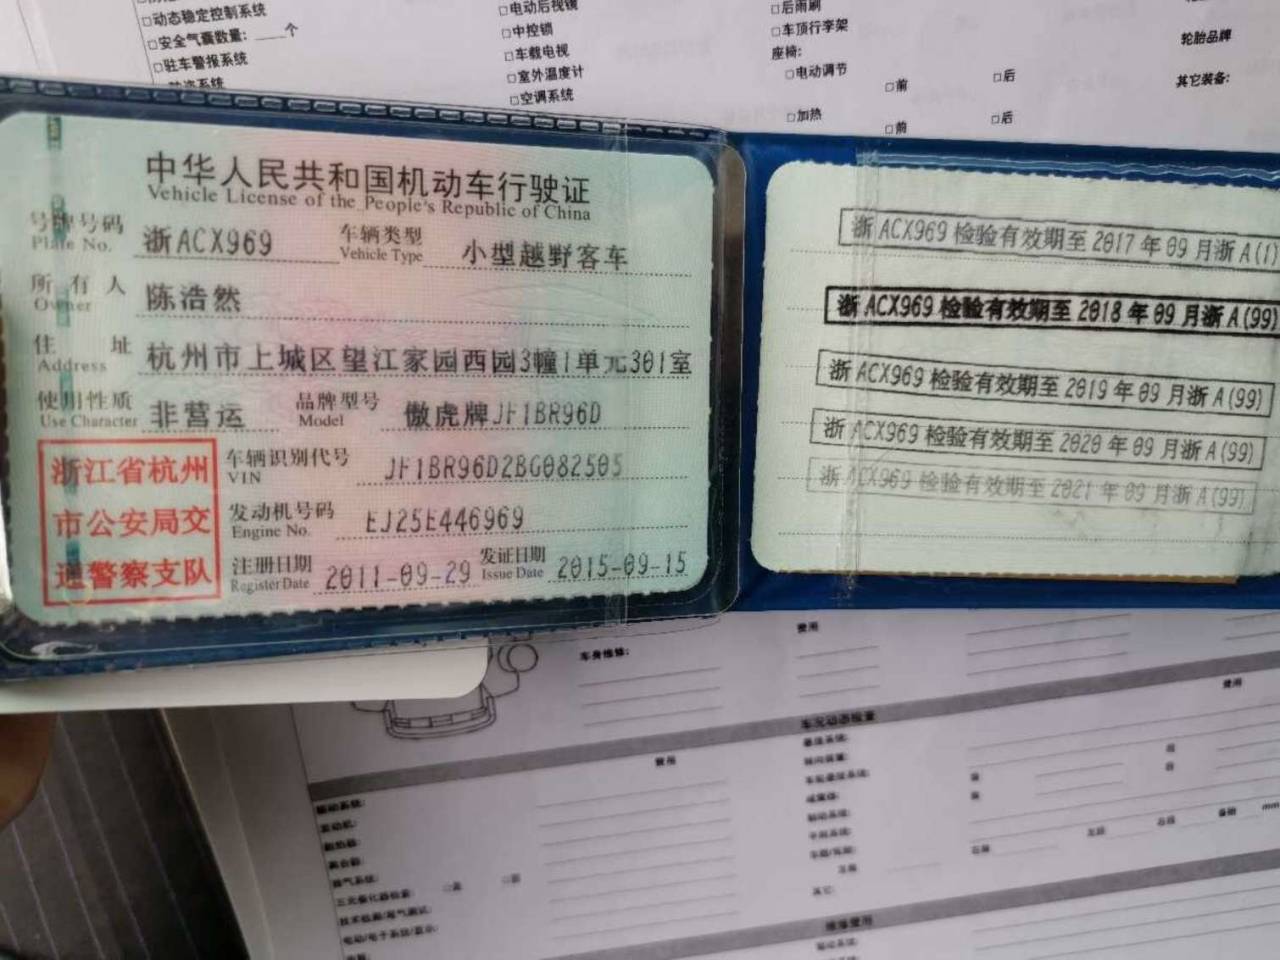 □动态稳定控制系统
□安全气囊数量: ____个
□驻车警报系统
□电动后视镜
□中控锁
□车载电视
□室外温度计
□空调系统
□后雨刷
□车顶行李架
座椅:
□电动调节 □前 □后
□加热 □前 □后
轮胎品牌
其它装备:
中华人民共和国机动车行驶证
Vehicle License of the People's Republic of China
号牌号码 浙ACX969 车辆类型 小型越野客车
Plate No. Vehicle Type
所有人 陈浩然
Owner
住址 杭州市上城区望江家园西园3幢1单元301室
Address
使用性质 非营运 品牌型号 傲虎牌JF1BR96D
Use Character Model
浙江省杭州
市公安局交
通警察支队
车辆识别代号 JF1BR96D2BG082505
VIN
发动机号码 EJ25E446969
Engine No.
注册日期 2011-09-29 发证日期 2015-09-15
Register Date Issue Date
浙ACX969检验有效期至2017年09月浙A(1)
浙ACX969检验有效期至2018年09月浙A(99)
浙ACX969检验有效期至2019年09月浙A(99)
浙ACX969检验有效期至2020年09月浙A(99)
浙ACX969检验有效期至2021年09月浙A(99)
费用
车身维修:
费用
车况动态检查
费用